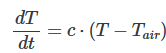 dT/dt = c · (T − T_air)